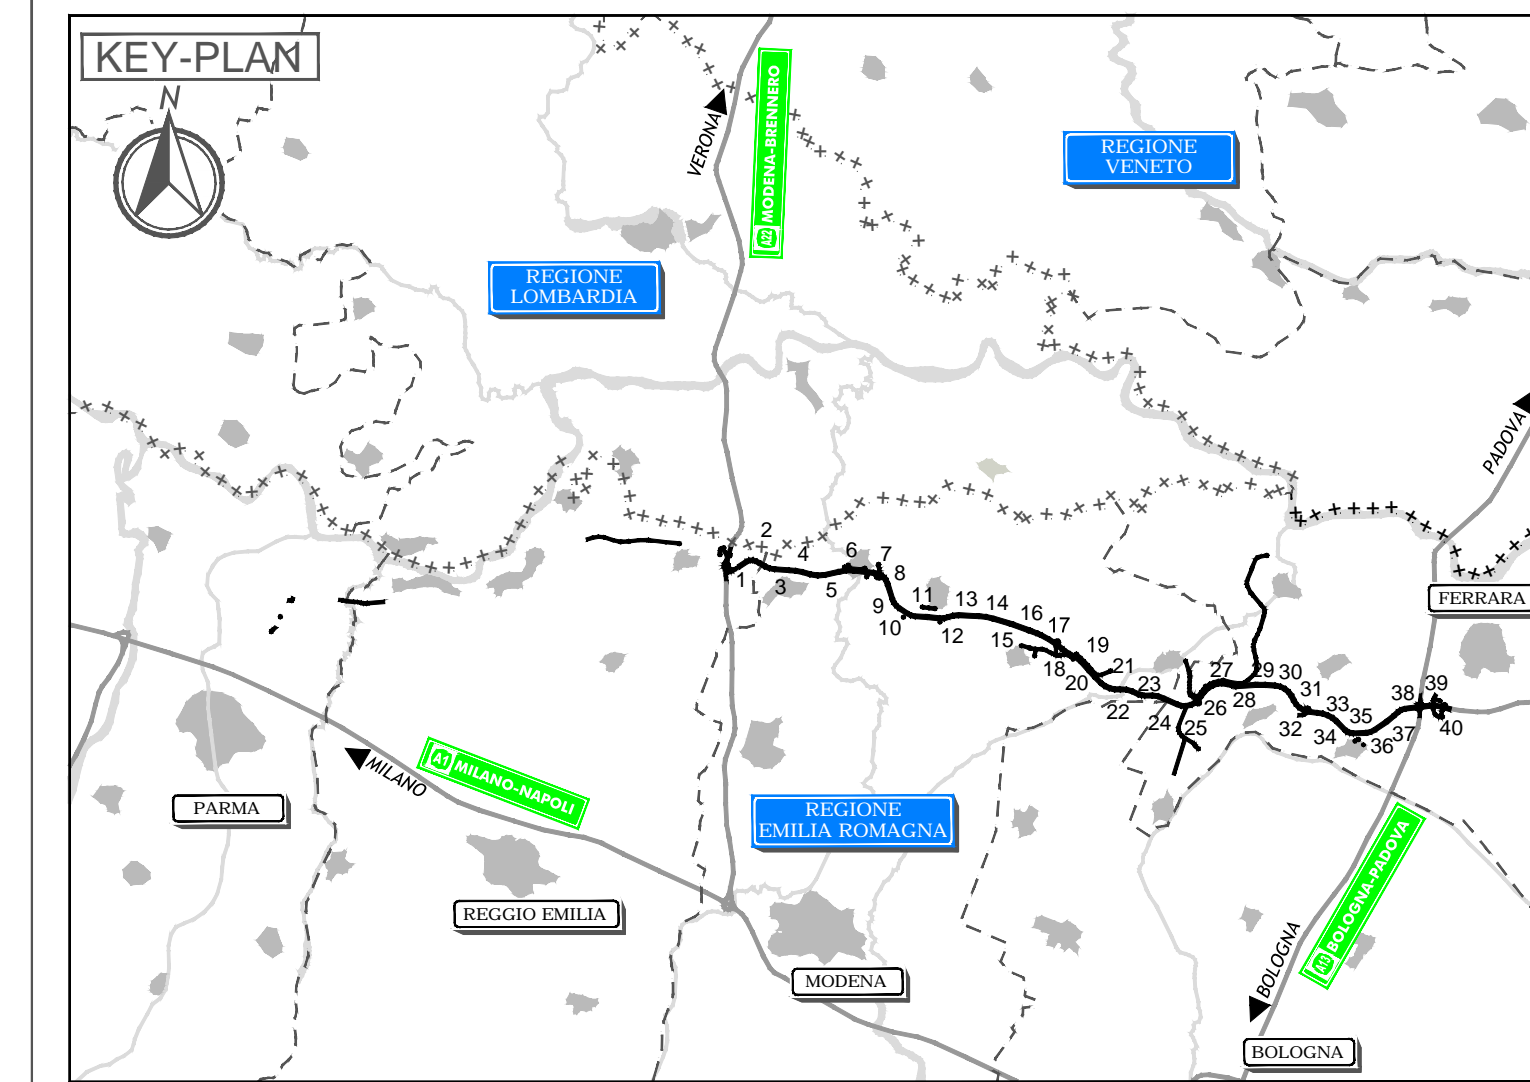 KEY-PLAN
N
VERONA
A22 MODENA-BRENNERO
REGIONE
VENETO
REGIONE
LOMBARDIA
PADOVA
FERRARA
1
2
3
4
5
6
7
8
9
10
11
12
13
14
15
16
17
18
19
20
21
22
23
24
25
26
27
28
29
30
31
32
33
34
35
36
37
38
39
40
MILANO
A1 MILANO-NAPOLI
PARMA
REGIONE
EMILIA ROMAGNA
REGGIO EMILIA
MODENA
A13 BOLOGNA-PADOVA
BOLOGNA
BOLOGNA